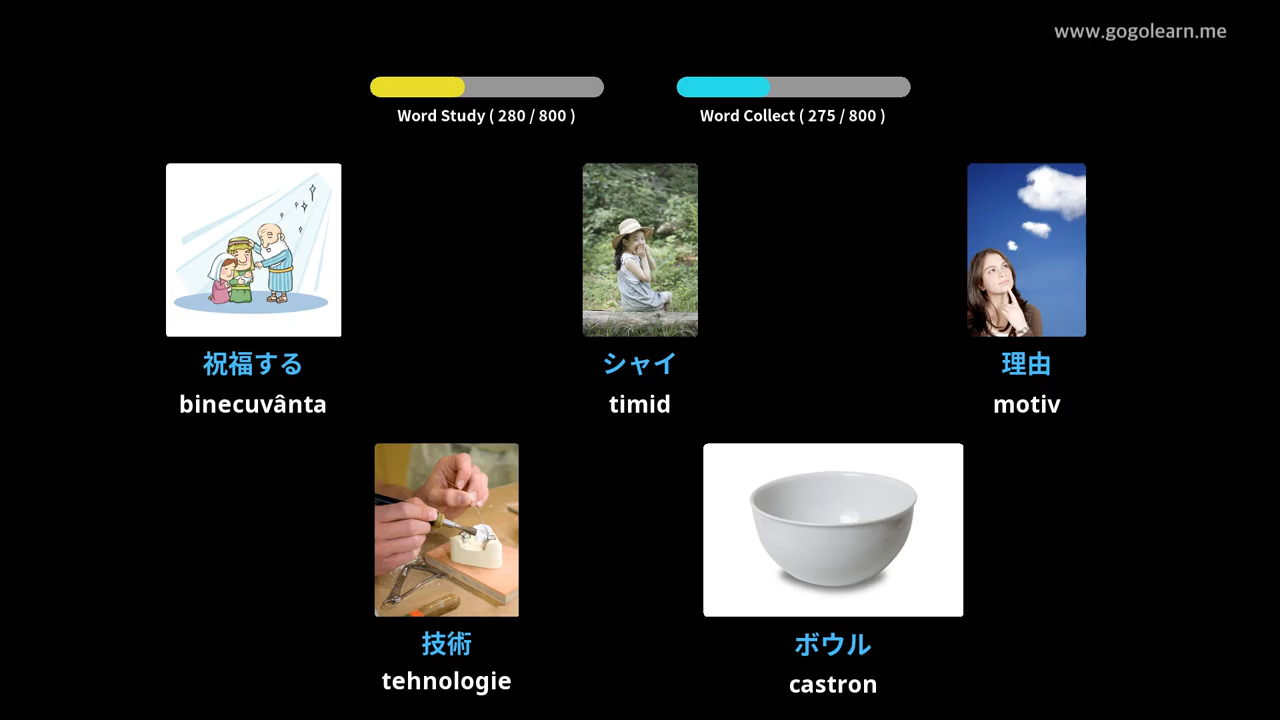 www.gogolearn.me
Word Study ( 280 / 800 )
Word Collect ( 275 / 800 )
祝福する
binecuvânta
シャイ
timid
理由
motiv
技術
tehnologie
ボウル
castron